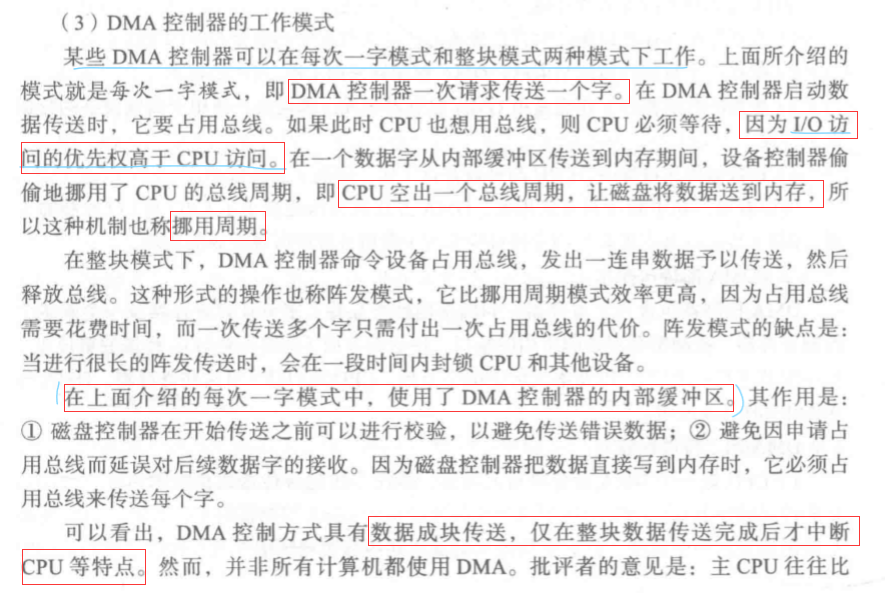 （3）DMA 控制器的工作模式
某些 DMA 控制器可以在每次一字模式和整块模式两种模式下工作。上面所介绍的
模式就是每次一字模式，即 DMA 控制器一次请求传送一个字。在 DMA 控制器启动数
据传送时，它要占用总线。如果此时 CPU 也想用总线，则 CPU 必须等待，因为 I/O 访
问的优先权高于 CPU 访问。在一个数据字从内部缓冲区传送到内存期间，设备控制器偷
偷地挪用了 CPU 的总线周期，即 CPU 空出一个总线周期，让磁盘将数据送到内存，所
以这种机制也称挪用周期。
在整块模式下，DMA 控制器命令设备占用总线，发出一连串数据予以传送，然后
释放总线。这种形式的操作也称阵发模式，它比挪用周期模式效率更高，因为占用总线
需要花费时间，而一次传送多个字只需付出一次占用总线的代价。阵发模式的缺点是：
当进行很长的阵发传送时，会在一段时间内封锁 CPU 和其他设备。
在上面介绍的每次一字模式中，使用了 DMA 控制器的内部缓冲区。其作用是：
① 磁盘控制器在开始传送之前可以进行校验，以避免传送错误数据；② 避免因申请占
用总线而延误对后续数据字的接收。因为磁盘控制器把数据直接写到内存时，它必须占
用总线来传送每个字。
可以看出，DMA 控制方式具有数据成块传送，仅在整块数据传送完成后才中断
CPU 等特点。然而，并非所有计算机都使用 DMA。批评者的意见是：主 CPU 往往比